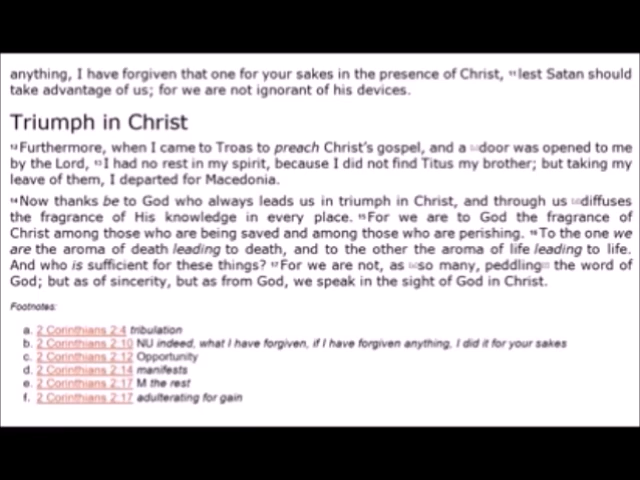 anything, I have forgiven that one for your sakes in the presence of Christ, ¹¹lest Satan should
take advantage of us; for we are not ignorant of his devices.
Triumph in Christ
¹²Furthermore, when I came to Troas to preach Christ's gospel, and a door was opened to me
by the Lord, ¹³I had no rest in my spirit, because I did not find Titus my brother; but taking my
leave of them, I departed for Macedonia.
¹⁴Now thanks be to God who always leads us in triumph in Christ, and through us diffuses
the fragrance of His knowledge in every place. ¹⁵For we are to God the fragrance of
Christ among those who are being saved and among those who are perishing. ¹⁶To the one we
are the aroma of death leading to death, and to the other the aroma of life leading to life.
And who is sufficient for these things? ¹⁷For we are not, as so many, peddling the word of
God; but as of sincerity, but as from God, we speak in the sight of God in Christ.
Footnotes:
a. 2 Corinthians 2:4 tribulation
b. 2 Corinthians 2:10 NU indeed, what I have forgiven, if I have forgiven anything, I did it for your sakes
c. 2 Corinthians 2:12 Opportunity
d. 2 Corinthians 2:14 manifests
e. 2 Corinthians 2:17 M the rest
f. 2 Corinthians 2:17 adulterating for gain